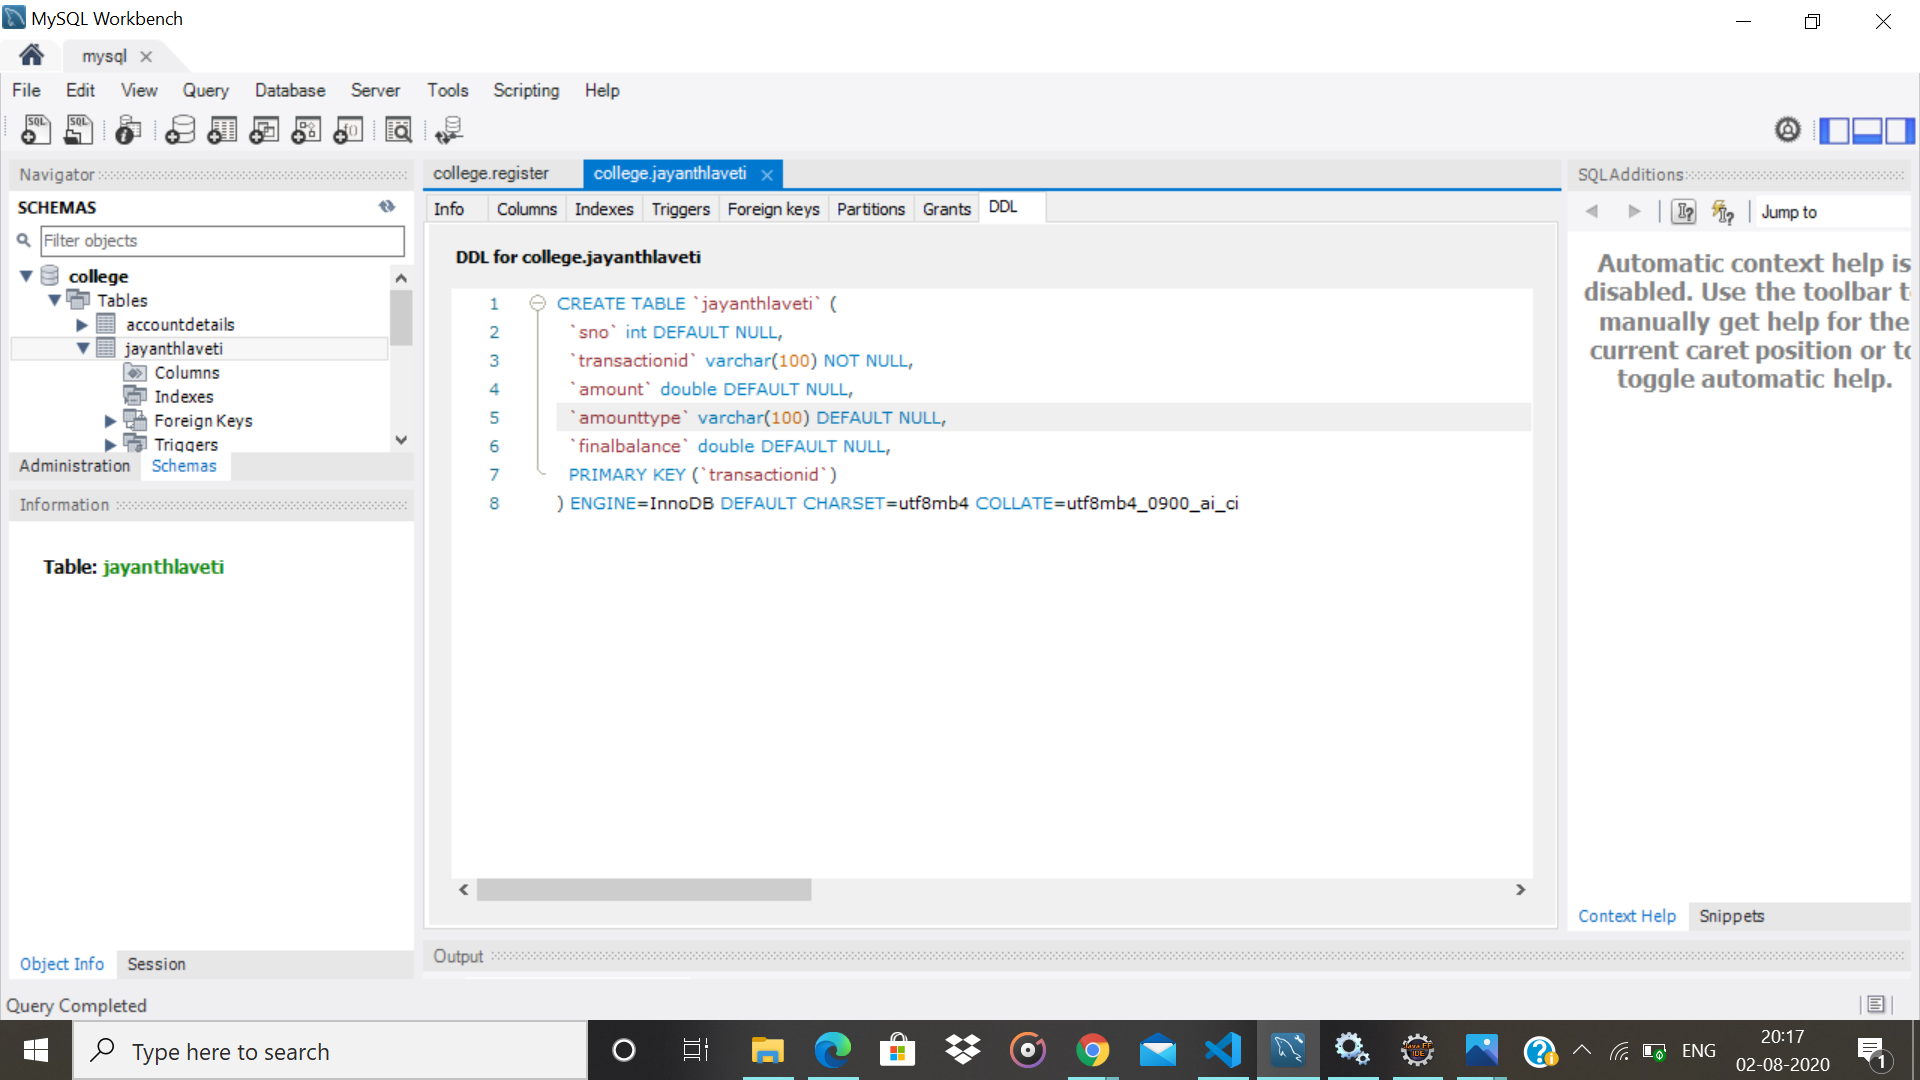 MySQL Workbench
mysql
File Edit View Query Database Server Tools Scripting Help
Navigator
SCHEMAS
Filter objects
college
Tables
accountdetails
jayanthlaveti
Columns
Indexes
Foreign Keys
Triggers
Administration Schemas
Information
Table: jayanthlaveti
Object Info Session
Query Completed
college.register college.jayanthlaveti
Info Columns Indexes Triggers Foreign keys Partitions Grants DDL
DDL for college.jayanthlaveti
1 CREATE TABLE `jayanthlaveti` (
2 `sno` int DEFAULT NULL,
3 `transactionid` varchar(100) NOT NULL,
4 `amount` double DEFAULT NULL,
5 `amounttype` varchar(100) DEFAULT NULL,
6 `finalbalance` double DEFAULT NULL,
7 PRIMARY KEY (`transactionid`)
8 ) ENGINE=InnoDB DEFAULT CHARSET=utf8mb4 COLLATE=utf8mb4_0900_ai_ci
Output
SQLAdditions
Jump to
Automatic context help is
disabled. Use the toolbar t
manually get help for the
current caret position or to
toggle automatic help.
Context Help Snippets
Type here to search
ENG
20:17
02-08-2020
1